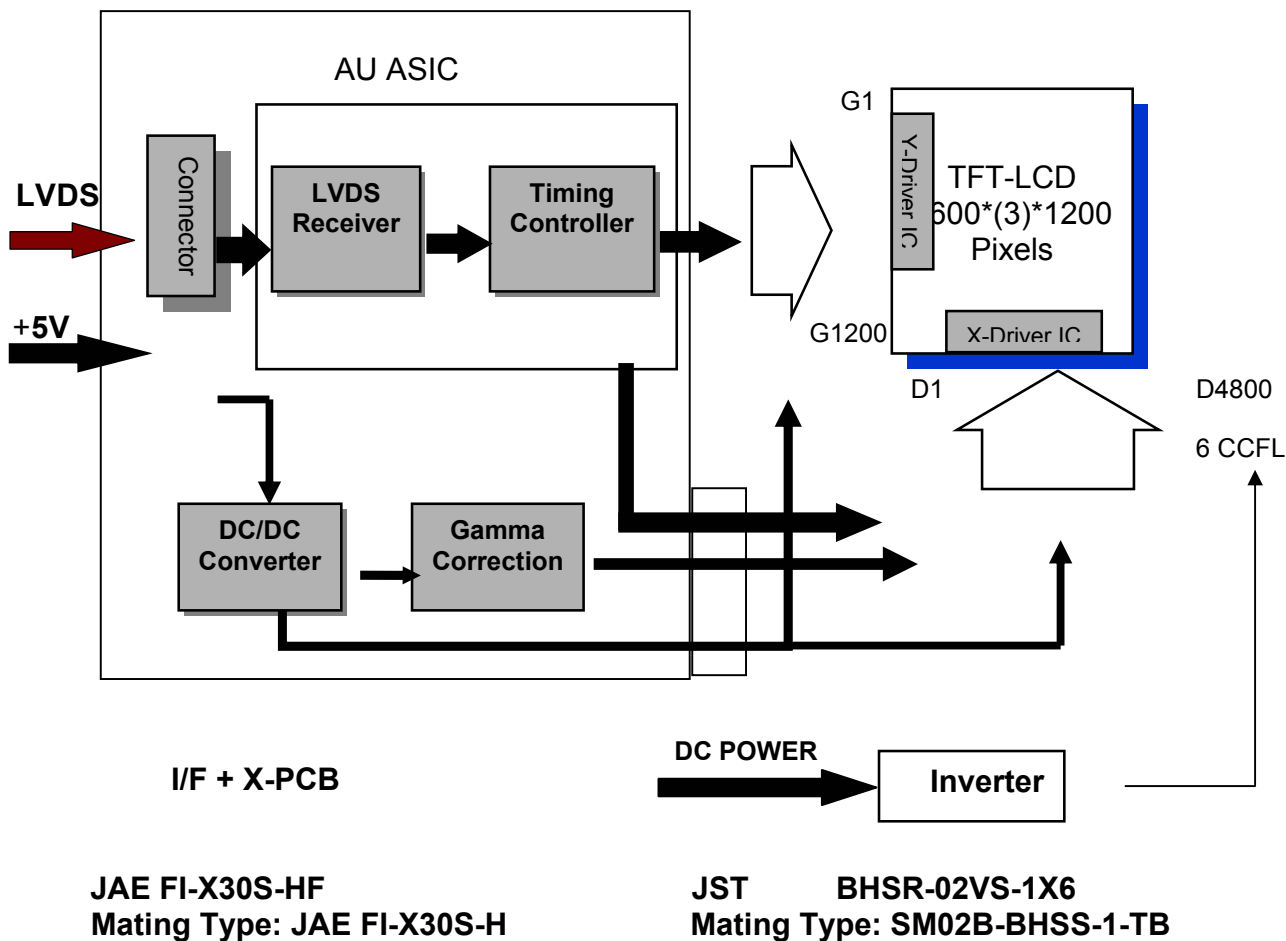 AU ASIC
G1
Connector
LVDS
Receiver
Timing
Controller
Y-Driver IC
TFT-LCD
600*(3)*1200
Pixels
LVDS
+5V
G1200
X-Driver IC
D1
D4800
6 CCFL
DC/DC
Converter
Gamma
Correction
DC POWER
I/F + X-PCB
Inverter
JAE FI-X30S-HF
Mating Type: JAE FI-X30S-H
JST BHSR-02VS-1X6
Mating Type: SM02B-BHSS-1-TB